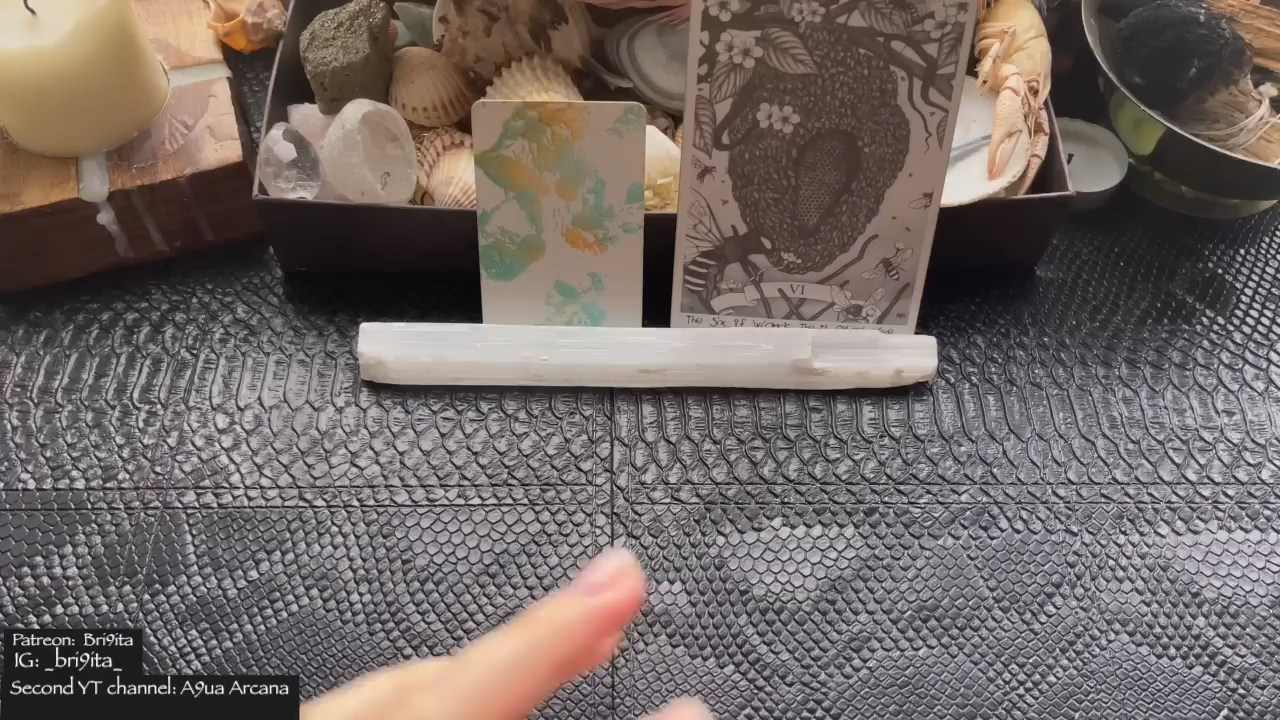 VI
The Six of Wands
Patreon: Bri9ita
IG: _bri9ita_
Second YT channel: A9ua Arcana